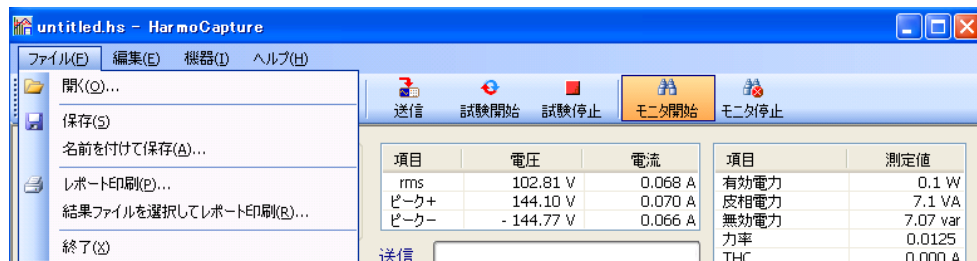 untitled.hs - HarmoCapture
ファイル(F) 編集(E) 機器(I) ヘルプ(H)
開く(O)...
保存(S)
名前を付けて保存(A)...
レポート印刷(P)...
結果ファイルを選択してレポート印刷(R)...
終了(X)
送信 試験開始 試験停止 モニタ開始 モニタ停止
項目 電圧 電流
rms 102.81 V 0.068 A
ピーク+ 144.10 V 0.070 A
ピーク- - 144.77 V 0.066 A
送信
項目 測定値
有効電力 0.1 W
皮相電力 7.1 VA
無効電力 7.07 var
力率 0.0125
THC 0.000 A